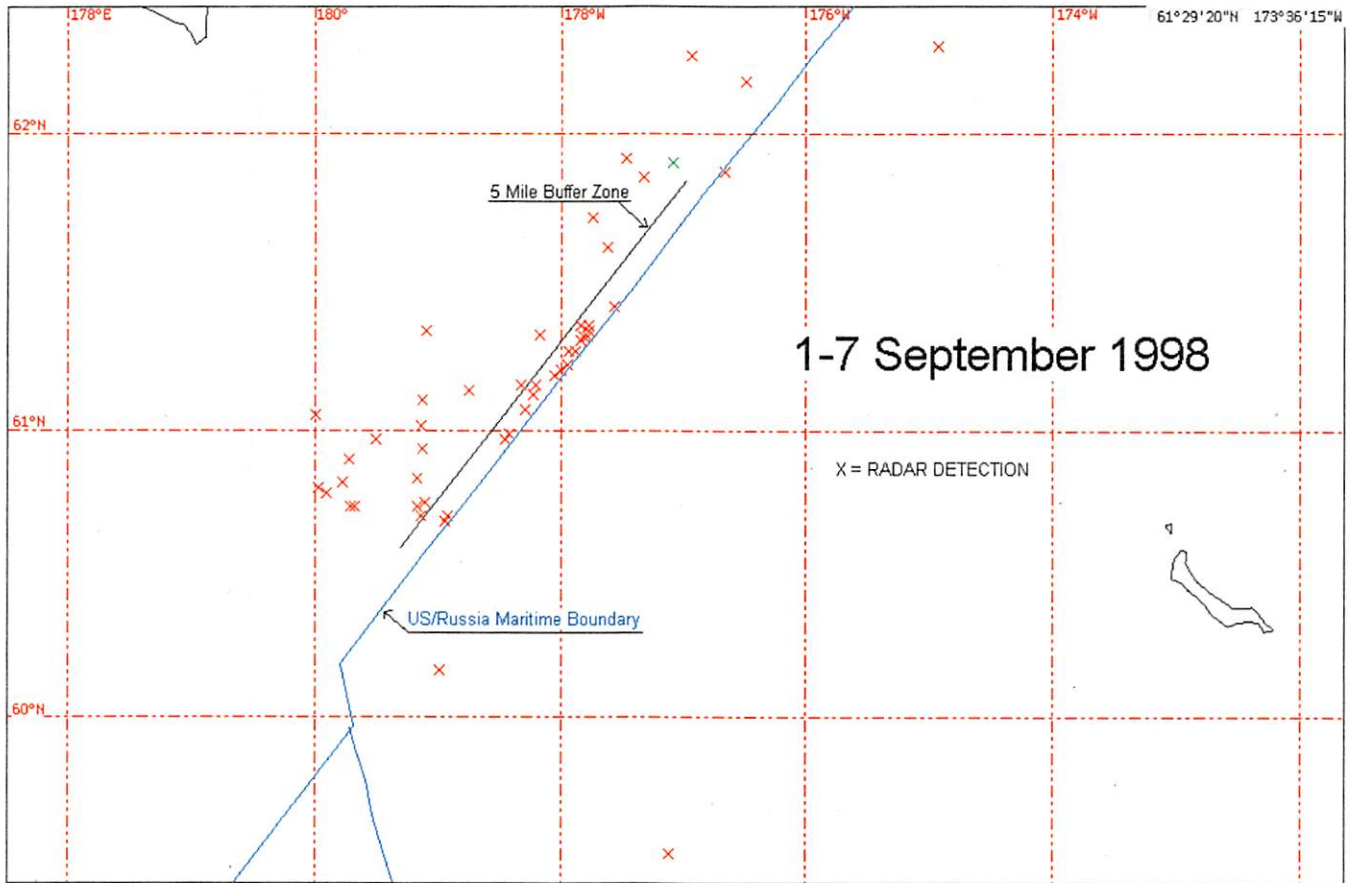 178°E
180°
178°W
176°W
174°W
61°29'20"N 173°36'15"W
62°N
5 Mile Buffer Zone
1-7 September 1998
61°N
X = RADAR DETECTION
US/Russia Maritime Boundary
60°N